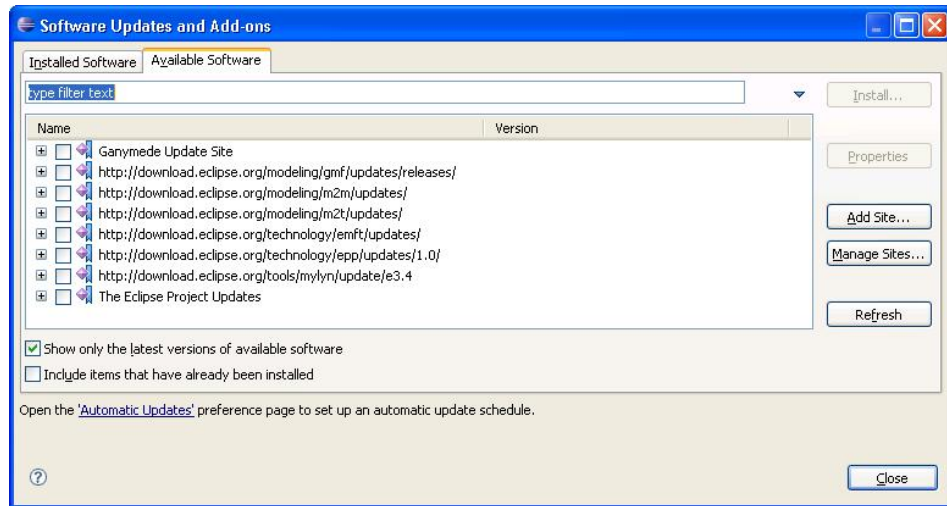 Software Updates and Add-ons
Installed Software Available Software
type filter text
Install...
Name Version
Ganymede Update Site
Properties
http://download.eclipse.org/modeling/gmf/updates/releases/
http://download.eclipse.org/modeling/m2m/updates/
http://download.eclipse.org/modeling/m2t/updates/
Add Site...
http://download.eclipse.org/technology/emft/updates/
http://download.eclipse.org/technology/epp/updates/1.0/
Manage Sites...
http://download.eclipse.org/tools/mylyn/update/e3.4
The Eclipse Project Updates
Refresh
Show only the latest versions of available software
Include items that have already been installed
Open the 'Automatic Updates' preference page to set up an automatic update schedule.
?
Close